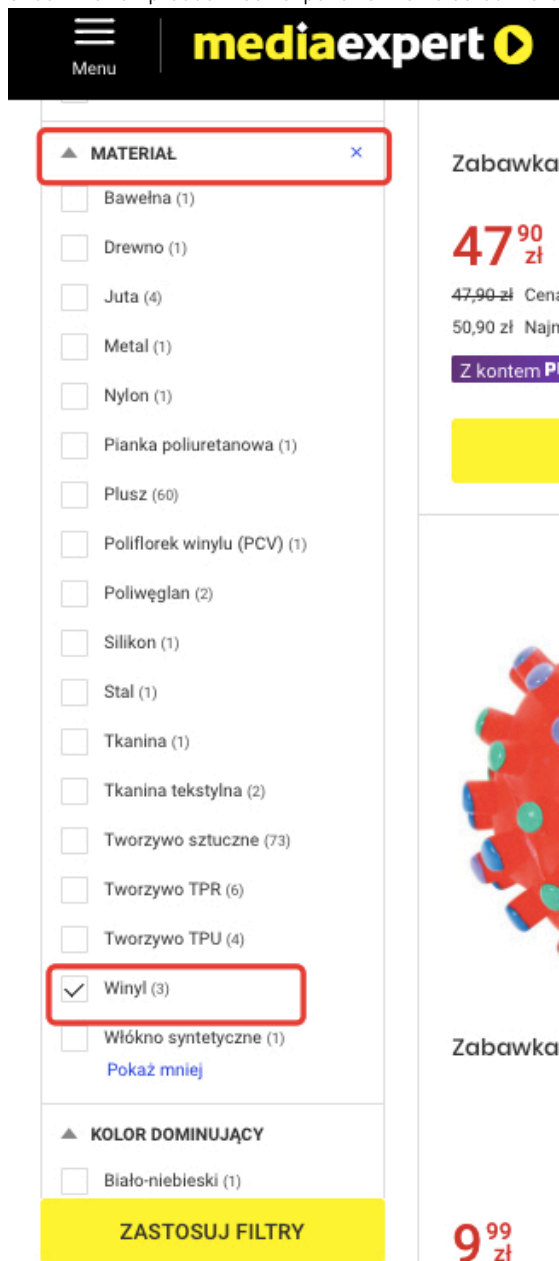 Menu
mediaexpert
MATERIAŁ
Bawełna (1)
Drewno (1)
Juta (4)
Metal (1)
Nylon (1)
Pianka poliuretanowa (1)
Plusz (60)
Poliflorek winylu (PCV) (1)
Poliwęglan (2)
Silikon (1)
Stal (1)
Tkanina (1)
Tkanina tekstylna (2)
Tworzywo sztuczne (73)
Tworzywo TPR (6)
Tworzywo TPU (4)
Winyl (3)
Włókno syntetyczne (1)
Pokaż mniej
KOLOR DOMINUJĄCY
Biało-niebieski (1)
ZASTOSUJ FILTRY
Zabawka
47 90 zł
47,90 zł Cena
50,90 zł Najn
Z kontem
Zabawka
9 99 zł